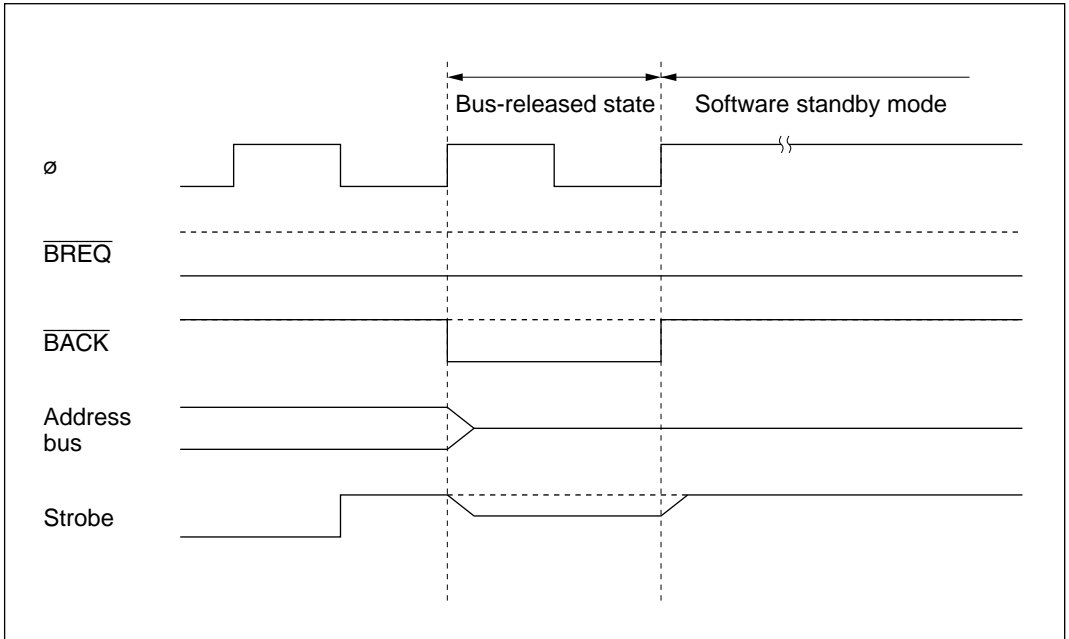 Bus-released state
Software standby mode
ø
BREQ
BACK
Address
bus
Strobe